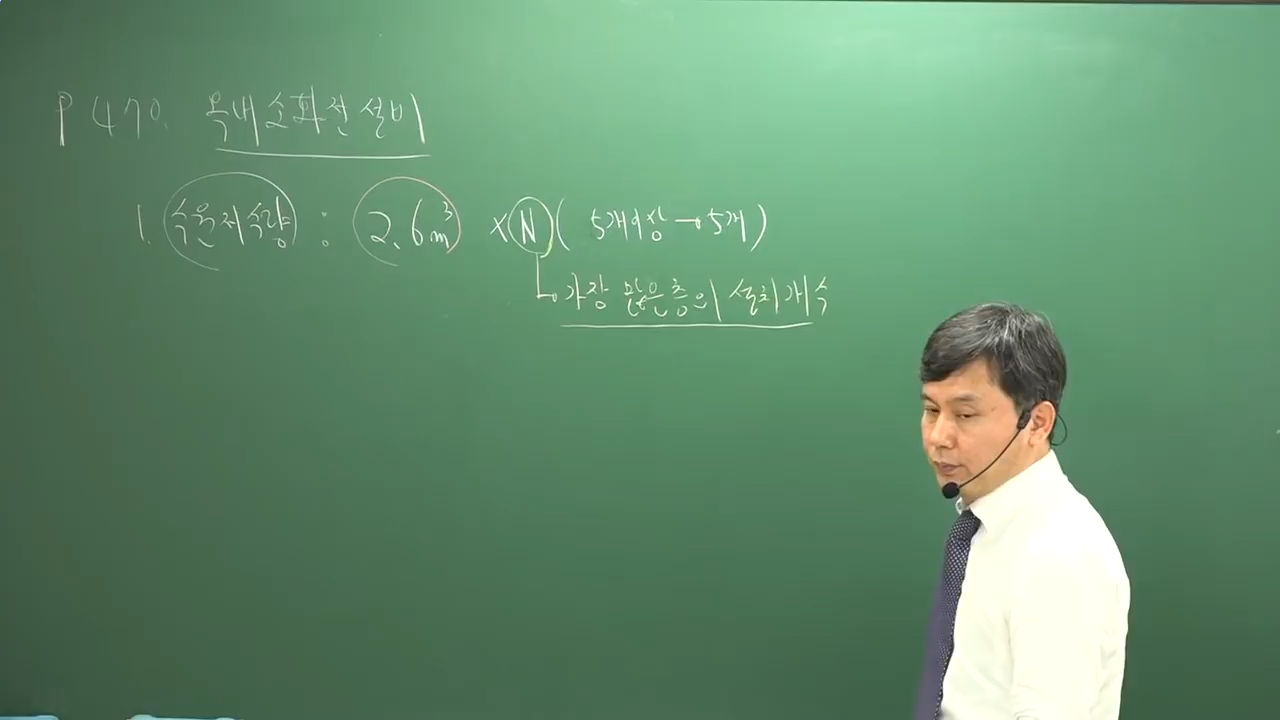 P 470. 옥내소화전설비
1. 수원저수량 : 2.6m³ × N ( 5개이상 → 5개 )
가장 많은층의 설치개수